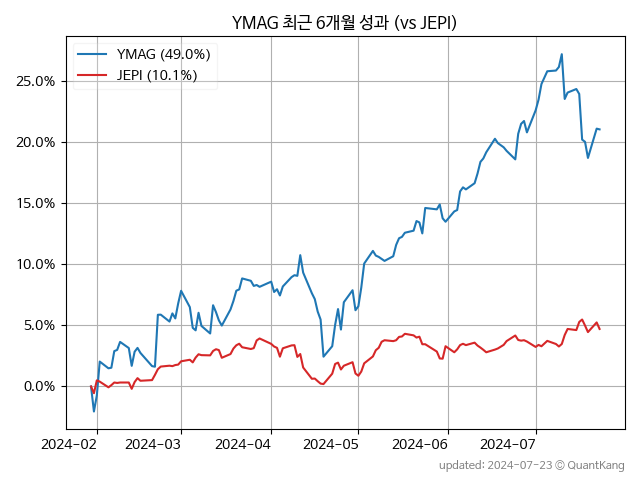 YMAG 최근 6개월 성과 (vs JEPI)
YMAG (49.0%)
JEPI (10.1%)
25.0%
20.0%
15.0%
10.0%
5.0%
0.0%
2024-02 2024-03 2024-04 2024-05 2024-06 2024-07
updated: 2024-07-23 © QuantKang